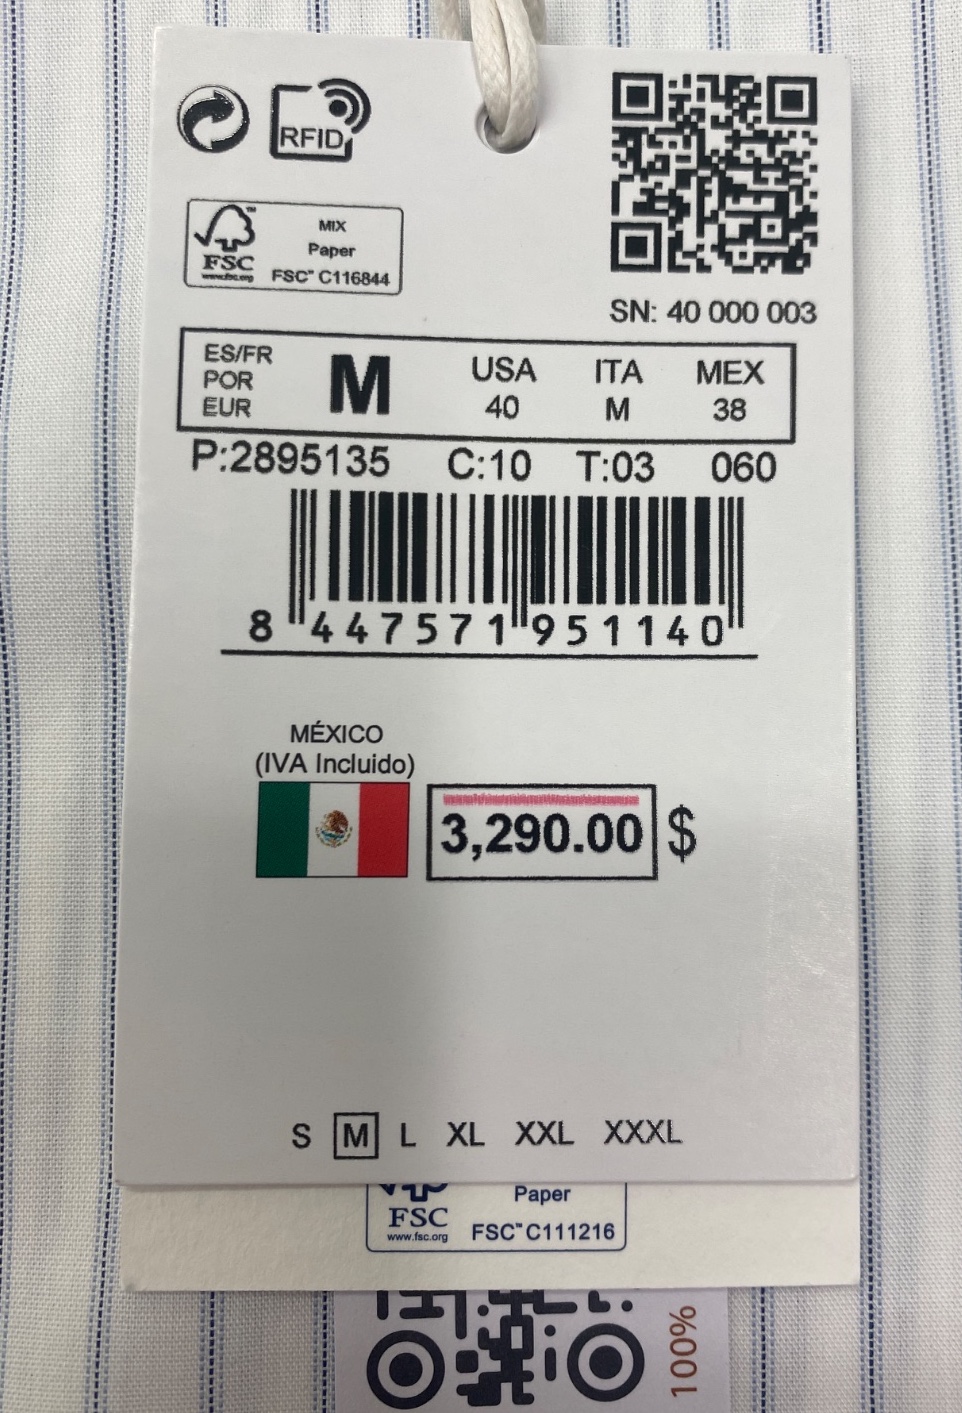 RFID
FSC™
www.fsc.org
MIX
Paper
FSC™ C116844
SN: 40 000 003
ES/FR
POR
EUR
M
USA
40
ITA
M
MEX
38
P:2895135 C:10 T:03 060
8 447571 951140
MÉXICO
(IVA Incluido)
3,290.00 $
S M L XL XXL XXXL
FSC
www.fsc.org
Paper
FSC™ C111216
100%